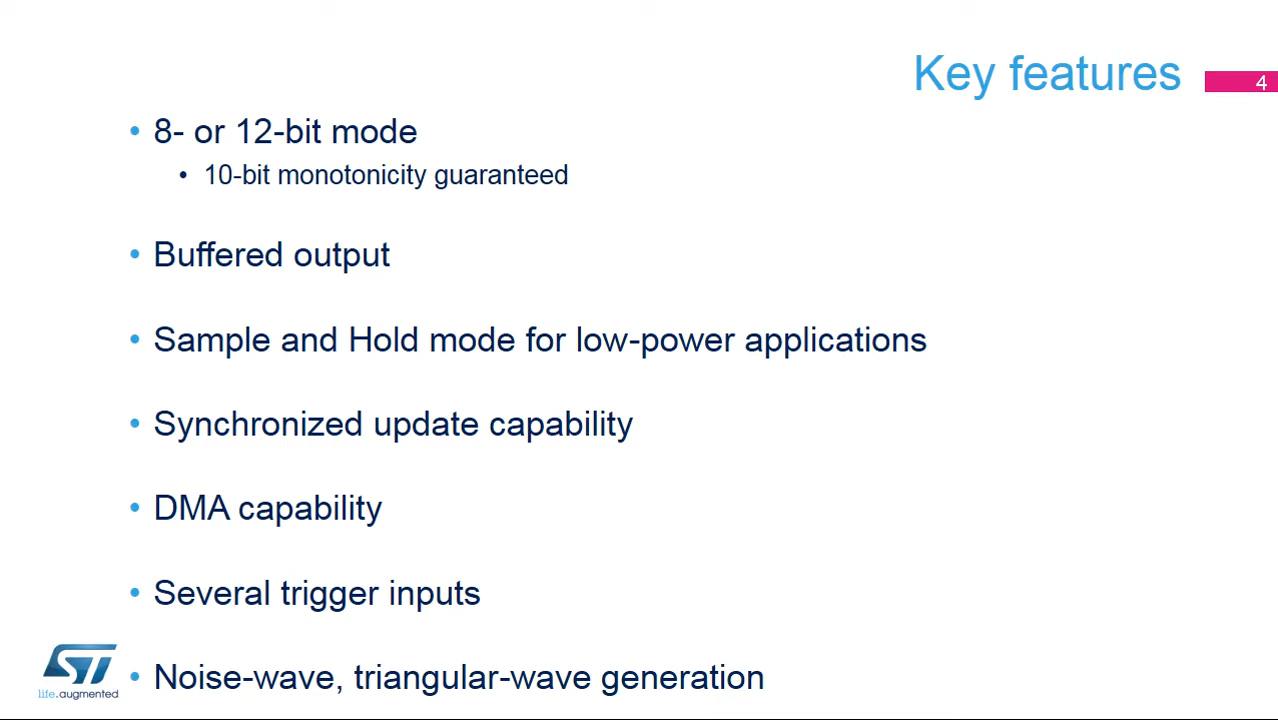 Key features
4
• 8- or 12-bit mode
• 10-bit monotonicity guaranteed
• Buffered output
• Sample and Hold mode for low-power applications
• Synchronized update capability
• DMA capability
• Several trigger inputs
• Noise-wave, triangular-wave generation
ST
life.augmented